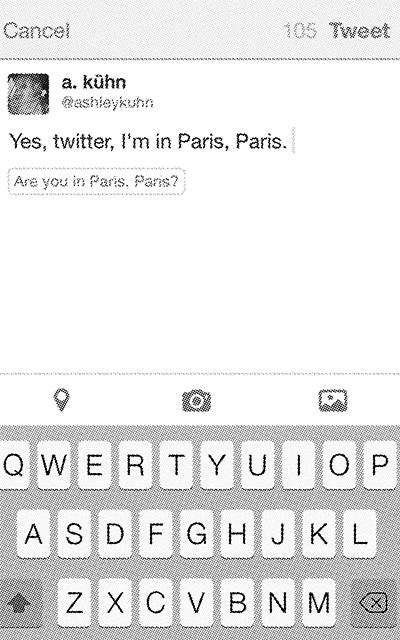 Cancel 105 Tweet
a. kühn
@ashleykuhn
Yes, twitter, I'm in Paris, Paris.
Are you in Paris, Paris?
Q W E R T Y U I O P
A S D F G H J K L
Z X C V B N M